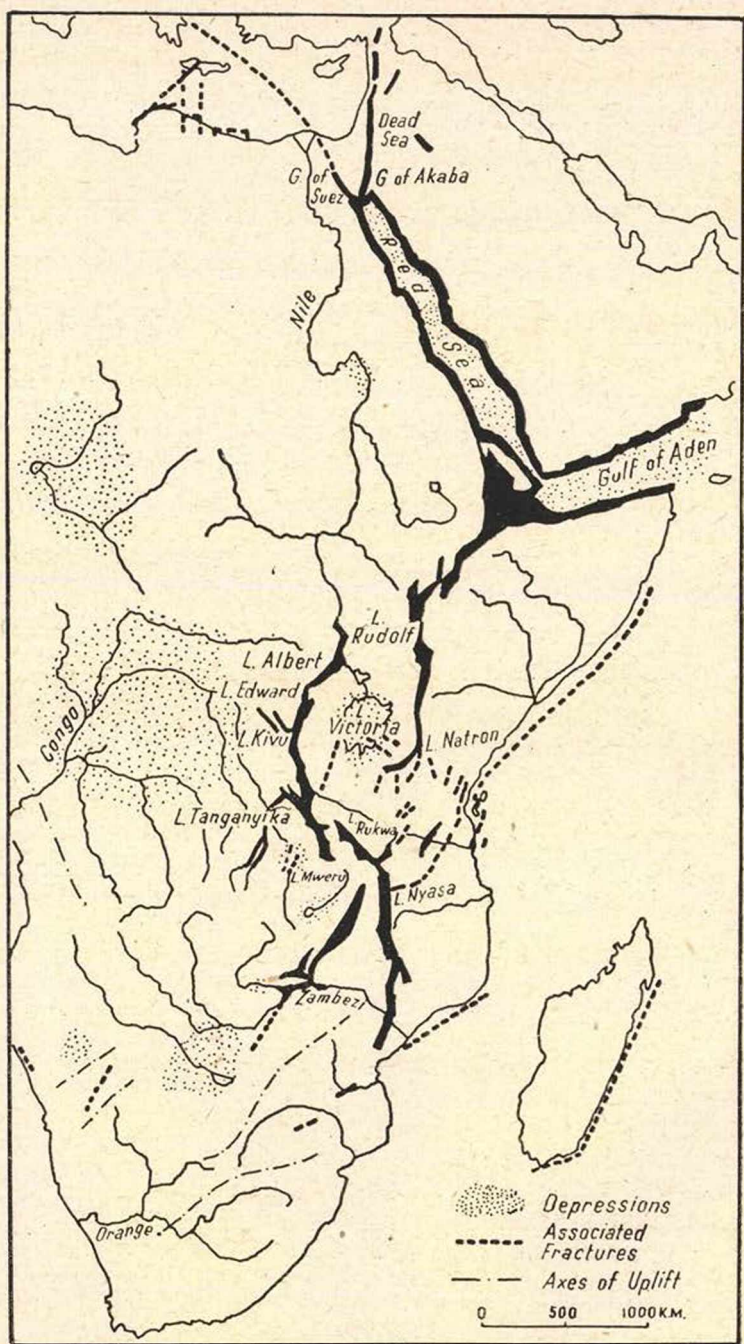 Dead
Sea
G. of
Suez
G of Akaba
Red
Sea
Nile
Gulf of Aden
L.
Rudolf
L. Albert
L. Edward
L.
Victoria
L. Kivu
L. Natron
Congo
L. Tanganyika
L.
Rukwa
L. Mweru
L. Nyasa
Zambezi
Orange
Depressions
Associated
Fractures
Axes of Uplift
0 500 1000 K.M.